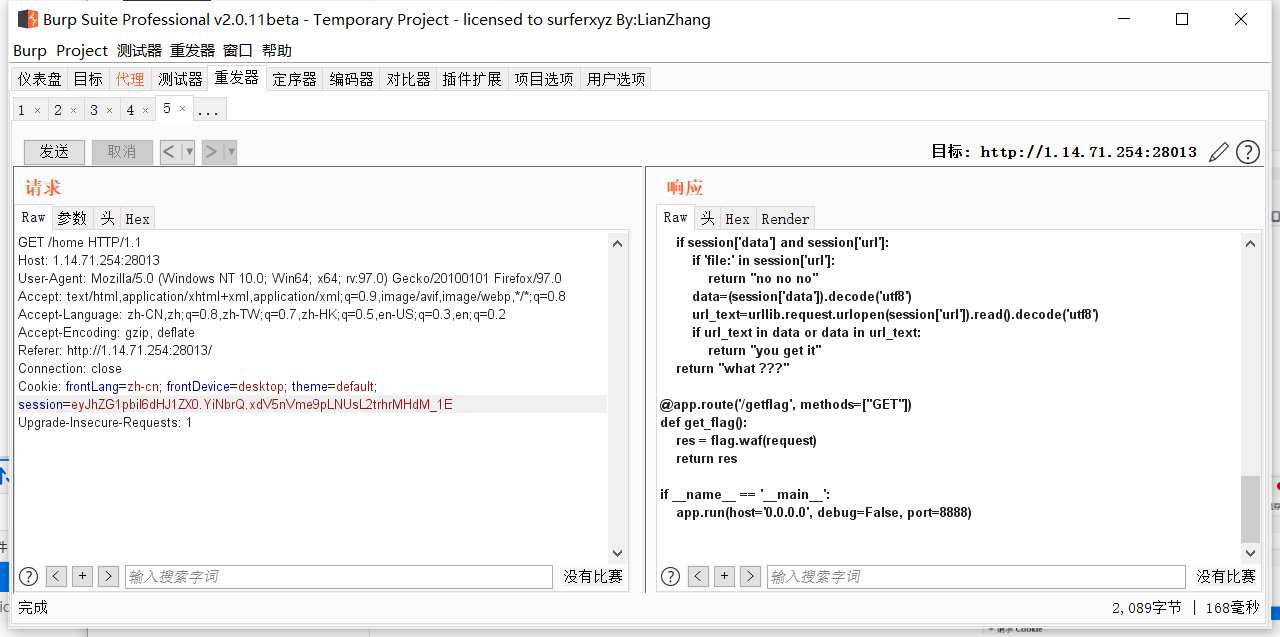 Burp Suite Professional v2.0.11beta - Temporary Project - licensed to surferxyz By:LianZhang
Burp Project 测试器 重发器 窗口 帮助
仪表盘 目标 代理 测试器 重发器 定序器 编码器 对比器 插件扩展 项目选项 用户选项
1 × 2 × 3 × 4 × 5 × ...
发送 取消 < ▼ > ▼ 目标: http://1.14.71.254:28013 ?
请求
Raw 参数 头 Hex
GET /home HTTP/1.1
Host: 1.14.71.254:28013
User-Agent: Mozilla/5.0 (Windows NT 10.0; Win64; x64; rv:97.0) Gecko/20100101 Firefox/97.0
Accept: text/html,application/xhtml+xml,application/xml;q=0.9,image/avif,image/webp,*/*;q=0.8
Accept-Language: zh-CN,zh;q=0.8,zh-TW;q=0.7,zh-HK;q=0.5,en-US;q=0.3,en;q=0.2
Accept-Encoding: gzip, deflate
Referer: http://1.14.71.254:28013/
Connection: close
Cookie: frontLang=zh-cn; frontDevice=desktop; theme=default;
session=eyJhZG1pbiI6dHJ1ZX0.YiNbrQ.xdV5nVme9pLNUsL2trhrMHdM_1E
Upgrade-Insecure-Requests: 1
? < + > 输入搜索字词 没有比赛
响应
Raw 头 Hex Render
if session['data'] and session['url']:
if 'file:' in session['url']:
return "no no no"
data=(session['data']).decode('utf8')
url_text=urllib.request.urlopen(session['url']).read().decode('utf8')
if url_text in data or data in url_text:
return "you get it"
return "what ???"
@app.route('/getflag', methods=["GET"])
def get_flag():
res = flag.waf(request)
return res
if __name__ == '__main__':
app.run(host='0.0.0.0', debug=False, port=8888)
? < + > 输入搜索字词 没有比赛
完成 2,089字节 | 168毫秒